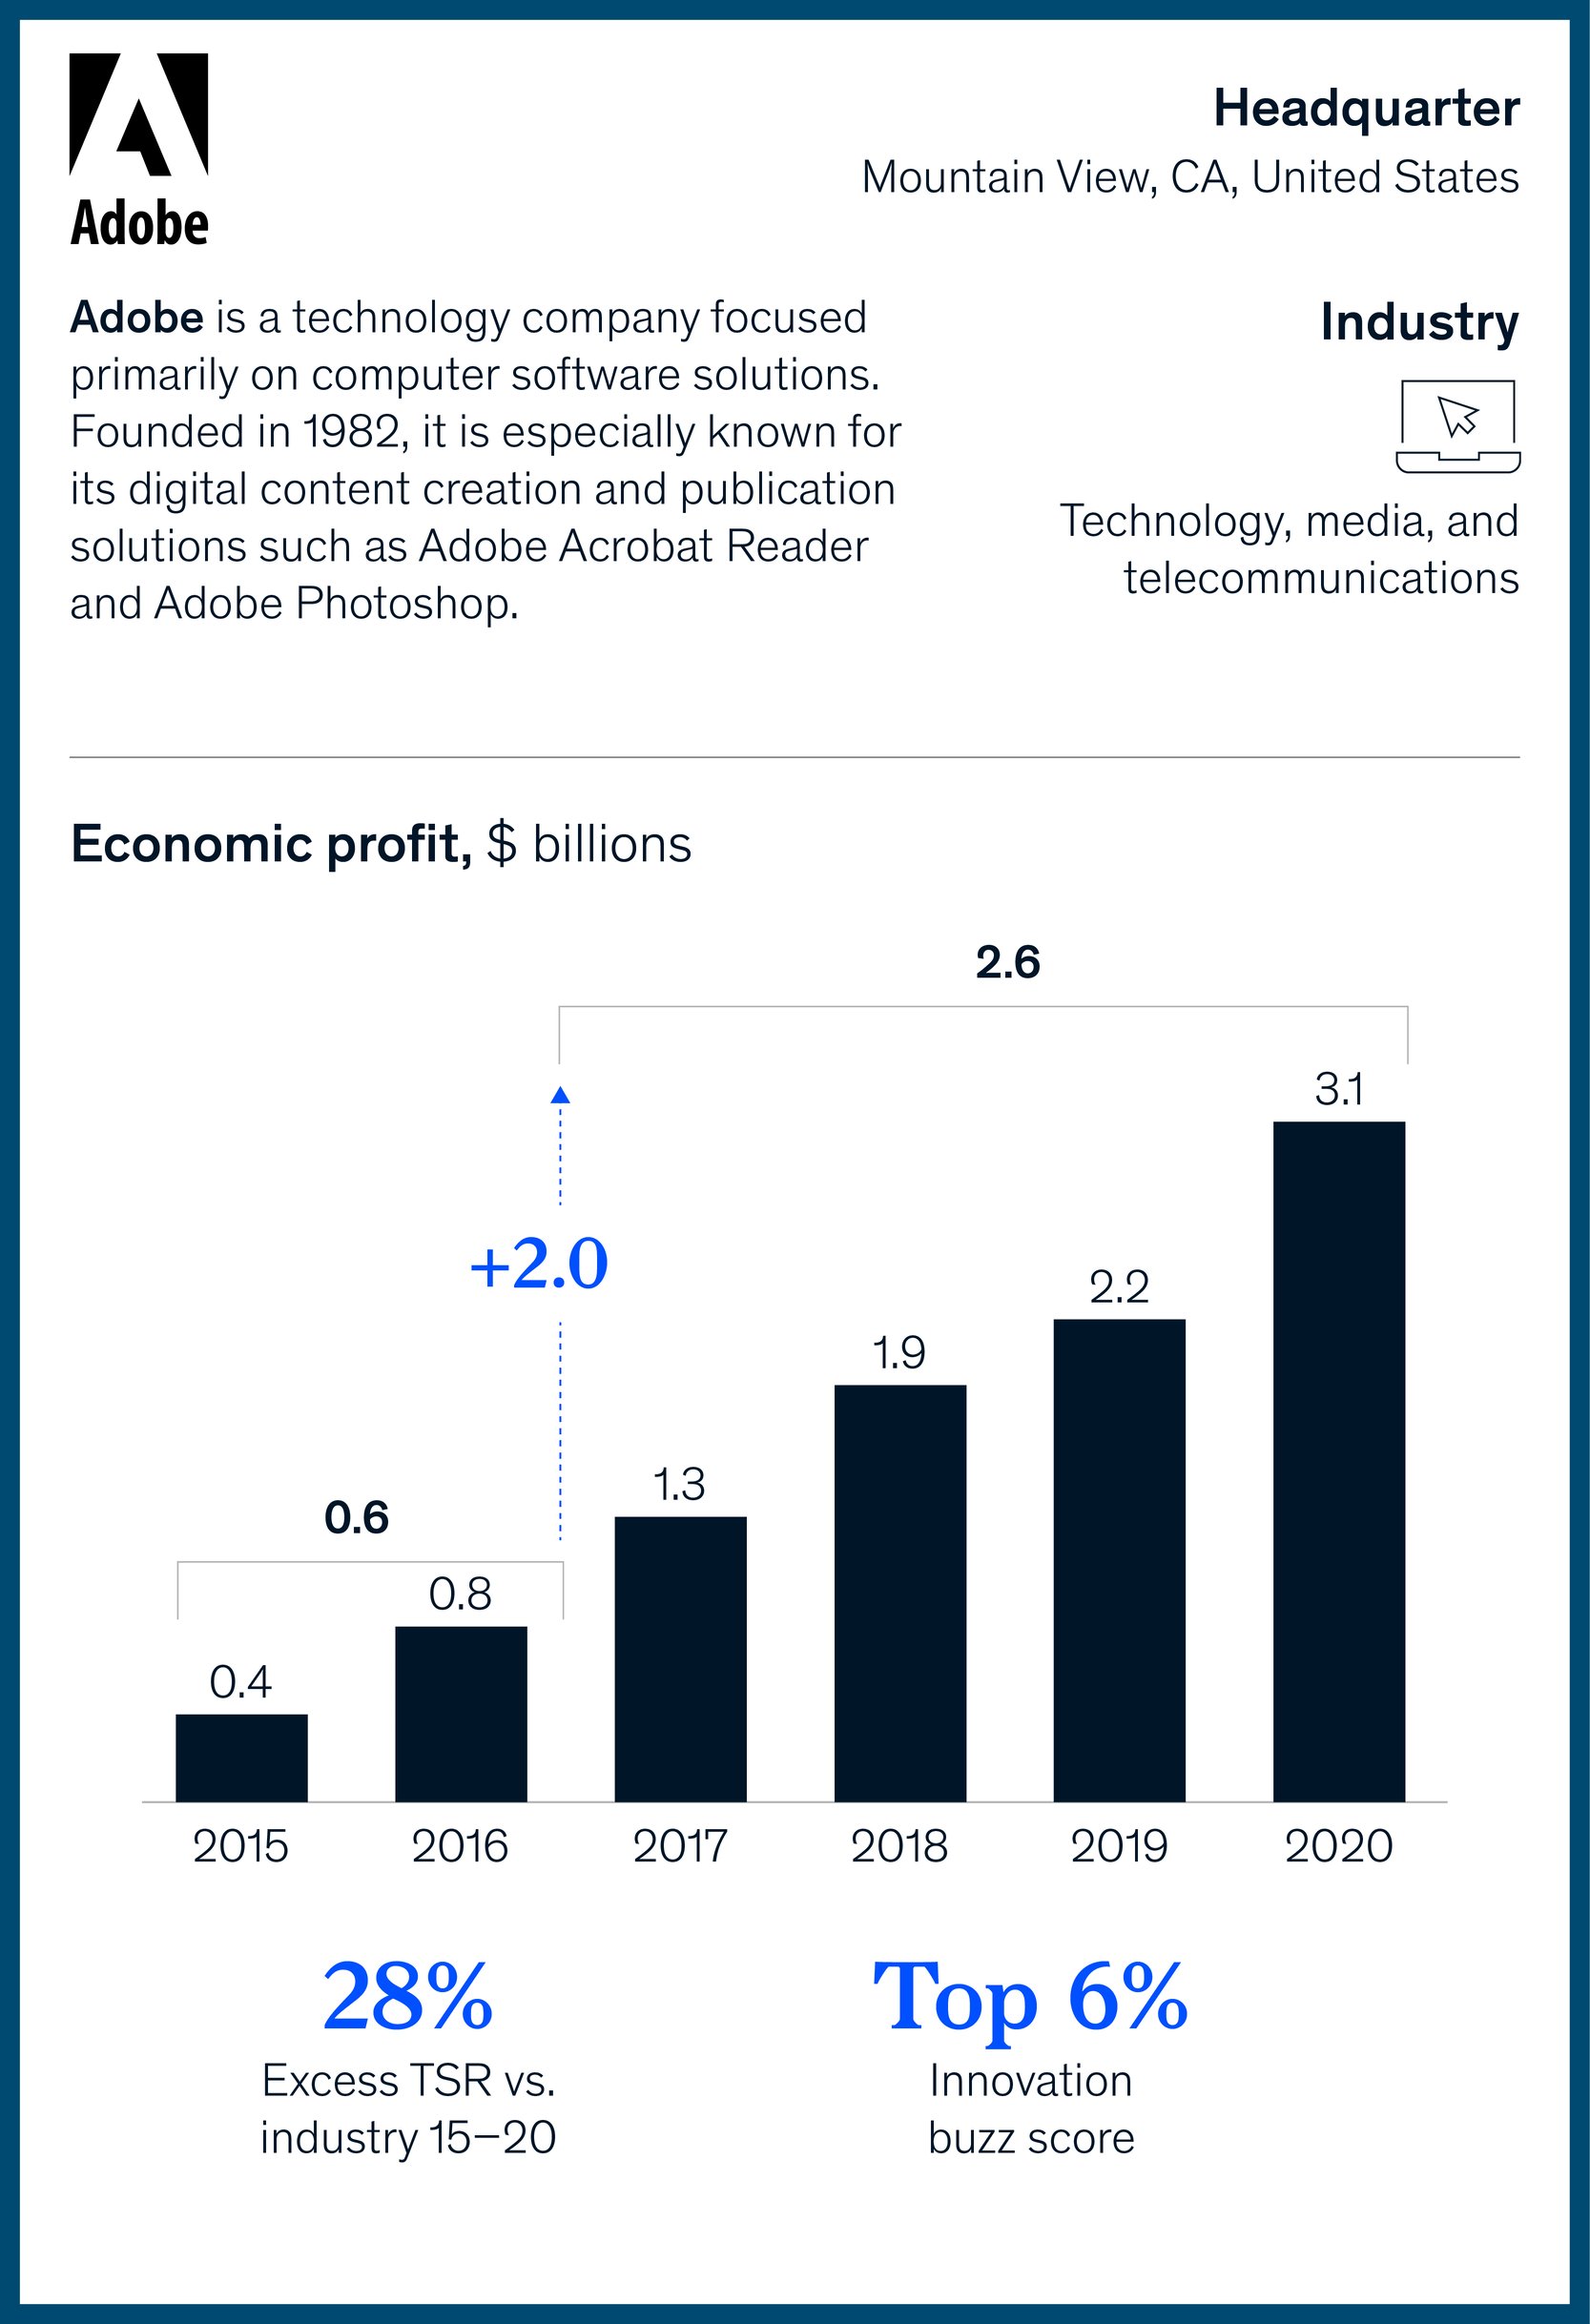 Adobe
Headquarter
Mountain View, CA, United States
Adobe is a technology company focused
primarily on computer software solutions.
Founded in 1982, it is especially known for
its digital content creation and publication
solutions such as Adobe Acrobat Reader
and Adobe Photoshop.
Industry
Technology, media, and
telecommunications
Economic profit, $ billions
2.6
3.1
+2.0
2.2
1.9
1.3
0.6
0.8
0.4
2015 2016 2017 2018 2019 2020
28%
Excess TSR vs.
industry 15–20
Top 6%
Innovation
buzz score